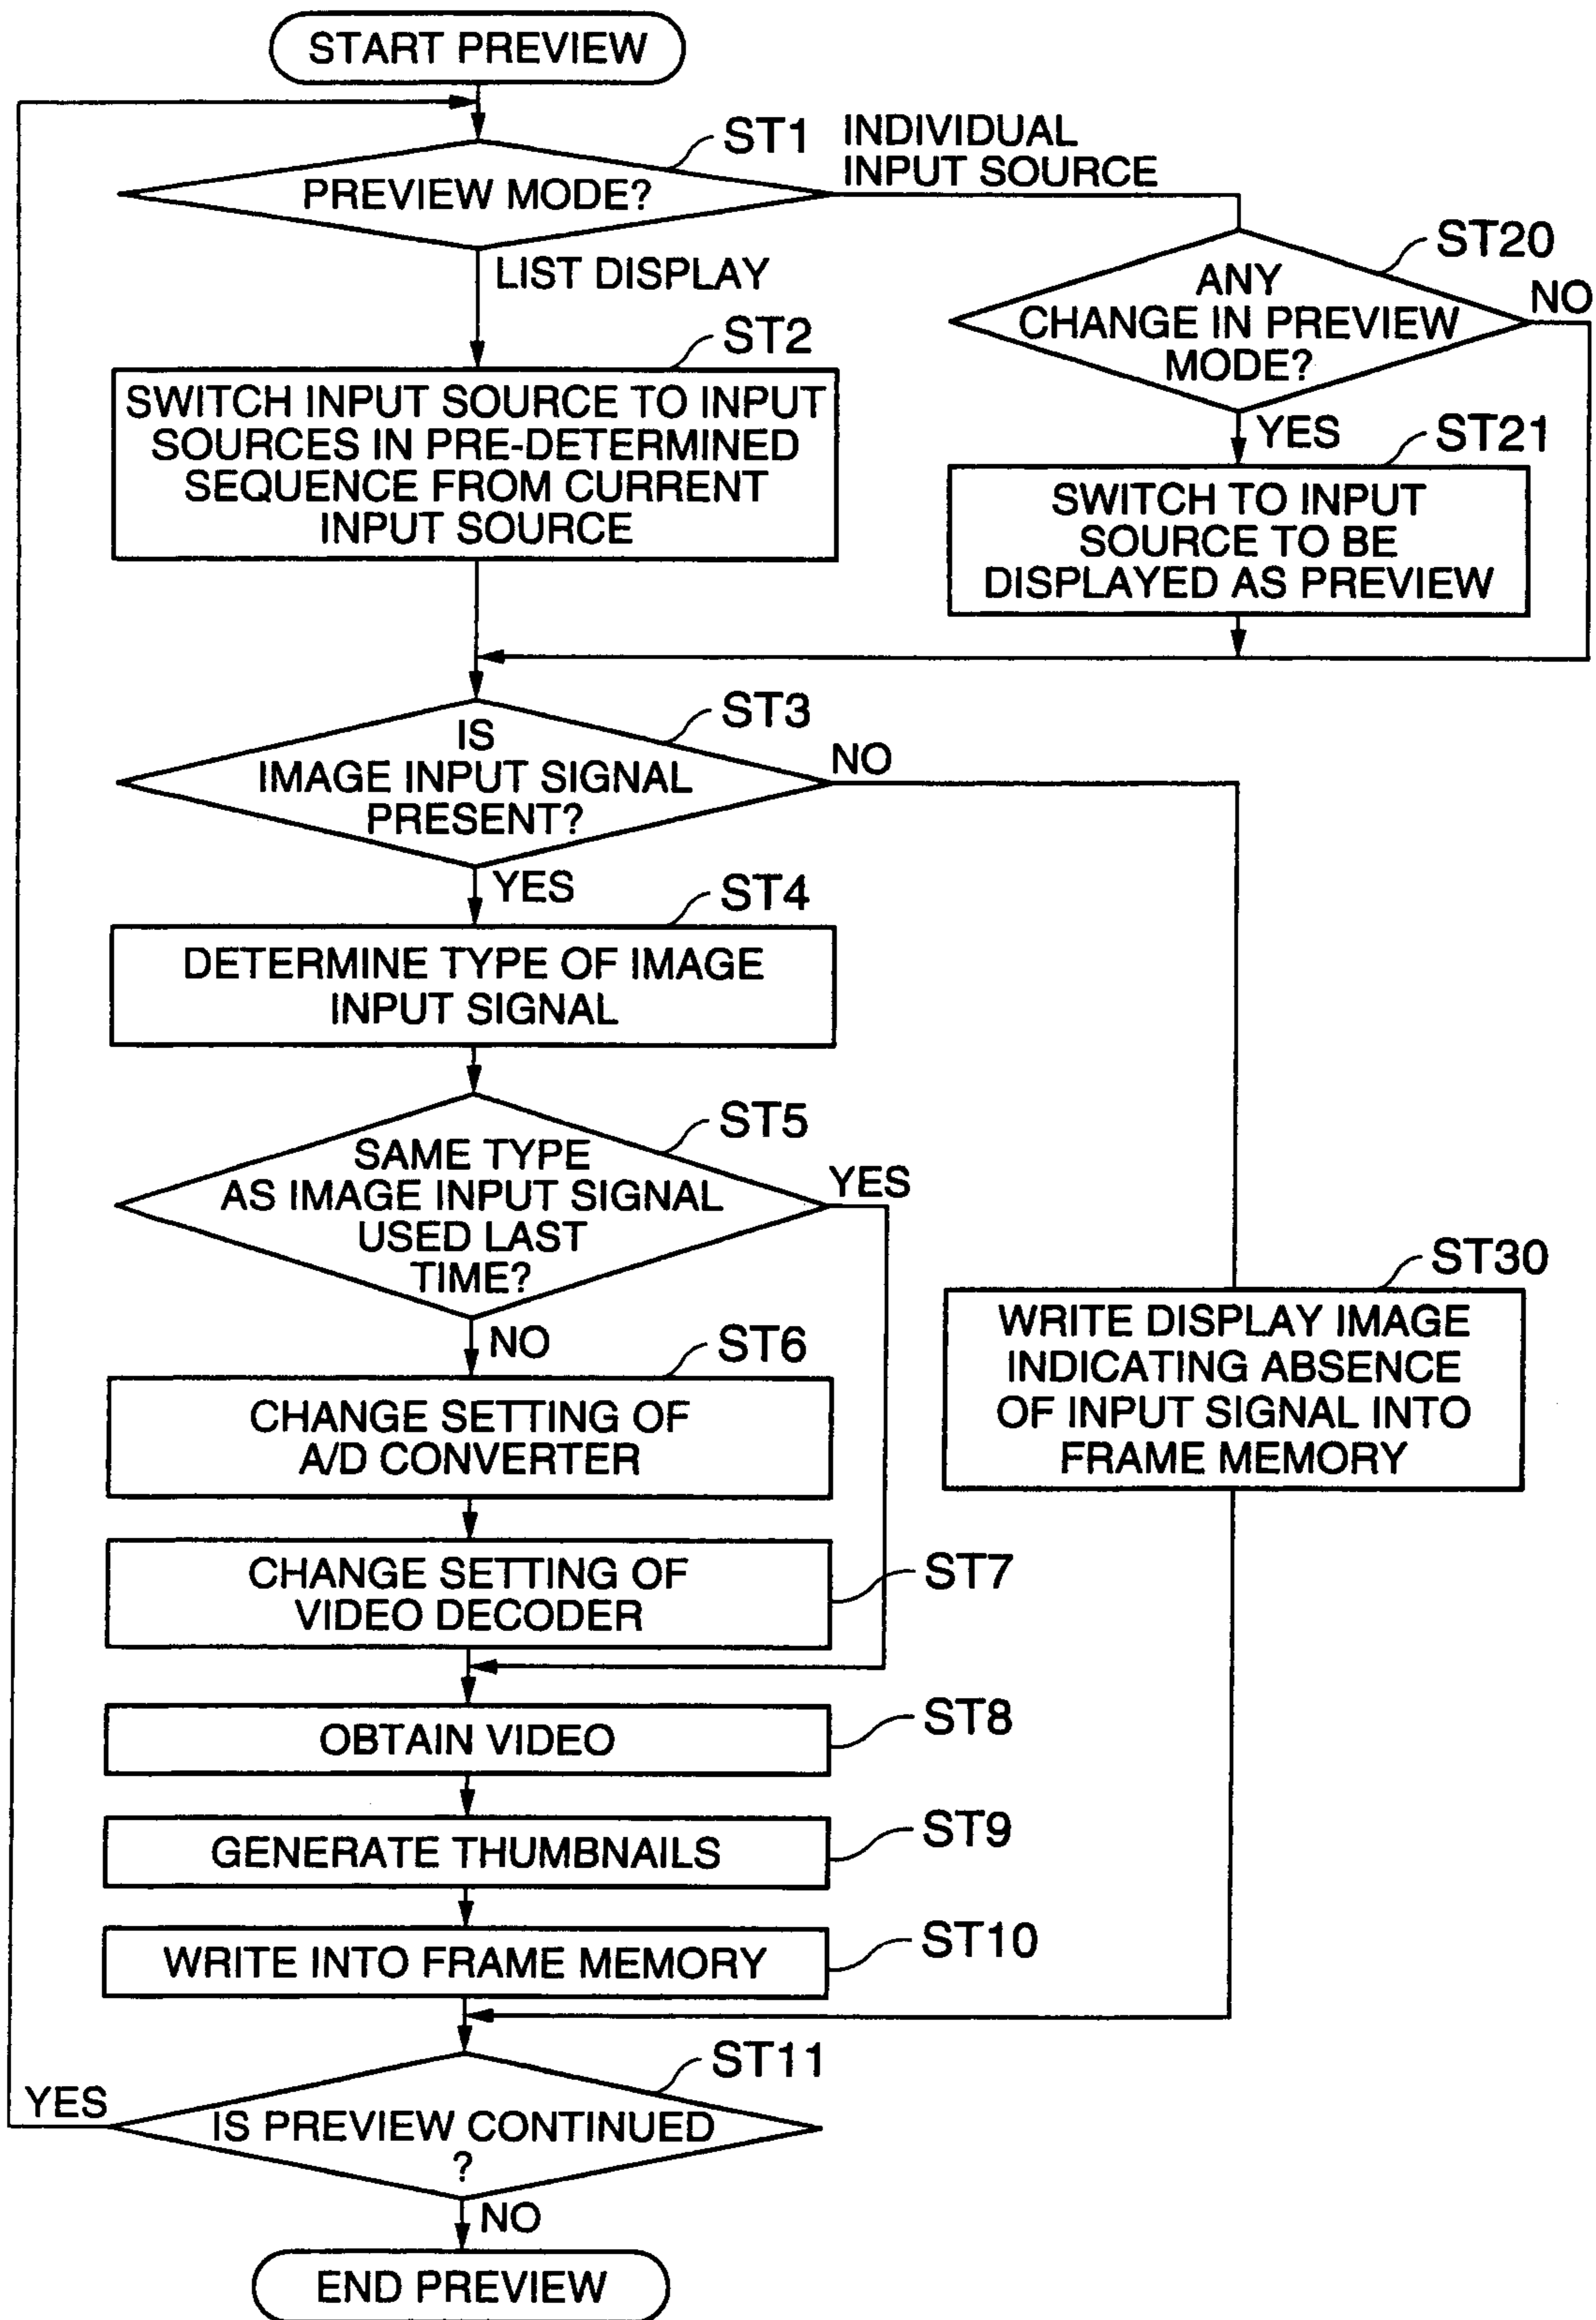 START PREVIEW
ST1
INDIVIDUAL
INPUT SOURCE
PREVIEW MODE?
LIST DISPLAY
ST20
ANY
CHANGE IN PREVIEW
MODE?
NO
YES
ST2
SWITCH INPUT SOURCE TO INPUT
SOURCES IN PRE-DETERMINED
SEQUENCE FROM CURRENT
INPUT SOURCE
ST21
SWITCH TO INPUT
SOURCE TO BE
DISPLAYED AS PREVIEW
ST3
IS
IMAGE INPUT SIGNAL
PRESENT?
NO
YES
ST4
DETERMINE TYPE OF IMAGE
INPUT SIGNAL
ST5
SAME TYPE
AS IMAGE INPUT SIGNAL
USED LAST
TIME?
YES
NO
ST30
WRITE DISPLAY IMAGE
INDICATING ABSENCE
OF INPUT SIGNAL INTO
FRAME MEMORY
ST6
CHANGE SETTING OF
A/D CONVERTER
CHANGE SETTING OF
VIDEO DECODER
ST7
OBTAIN VIDEO
ST8
GENERATE THUMBNAILS
ST9
WRITE INTO FRAME MEMORY
ST10
ST11
YES
IS PREVIEW CONTINUED
?
NO
END PREVIEW